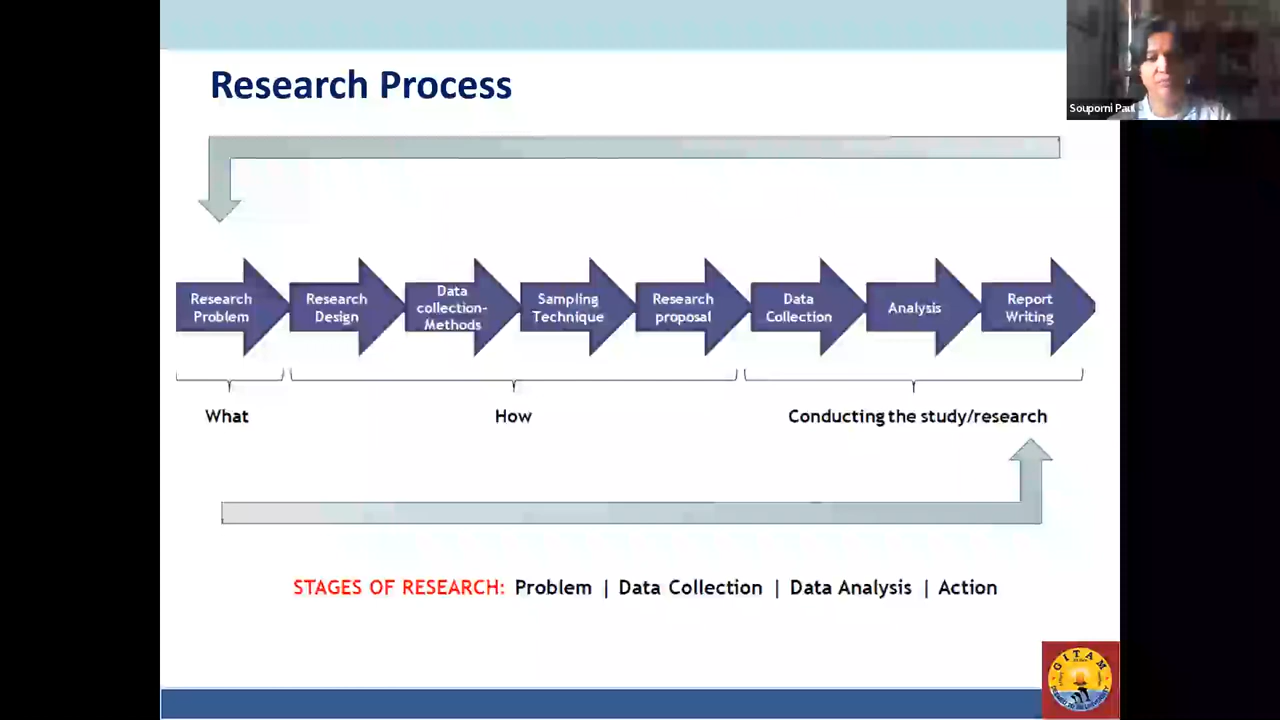 Research Process
Souporni Paul
Research
Problem
Research
Design
Data
collection-
Methods
Sampling
Technique
Research
proposal
Data
Collection
Analysis
Report
Writing
What
How
Conducting the study/research
STAGES OF RESEARCH: Problem | Data Collection | Data Analysis | Action
GITAM